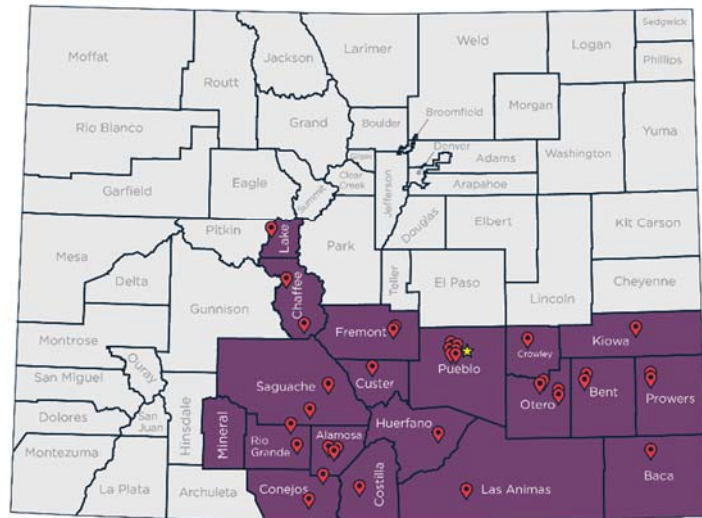 Moffat
Routt
Jackson
Larimer
Weld
Logan
Sedgwick
Phillips
Rio Blanco
Grand
Boulder
Broomfield
Morgan
Washington
Yuma
Garfield
Eagle
Summit
Gilpin
Clear
Creek
Jefferson
Denver
Adams
Arapahoe
Pitkin
Lake
Park
Douglas
Elbert
Kit Carson
Mesa
Delta
Gunnison
Chaffee
Teller
El Paso
Lincoln
Cheyenne
Montrose
Ouray
Fremont
Pueblo
Crowley
Kiowa
San Miguel
Hinsdale
Saguache
Custer
Otero
Bent
Prowers
Dolores
San
Juan
Mineral
Rio
Grande
Alamosa
Huerfano
Montezuma
La Plata
Archuleta
Conejos
Costilla
Las Animas
Baca